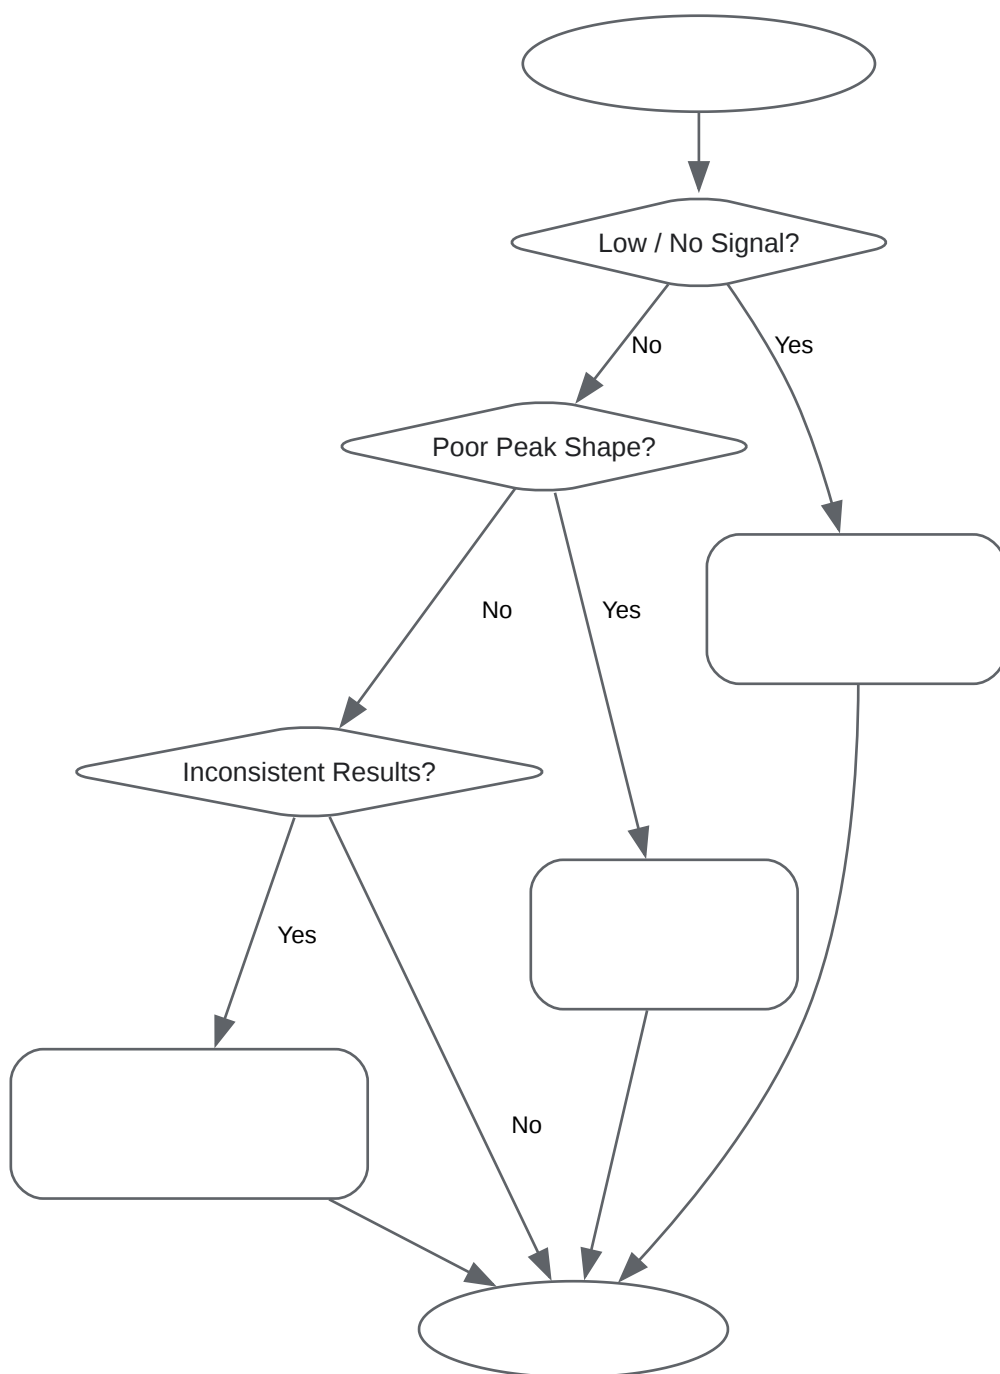 Low / No Signal?
No
Yes
Poor Peak Shape?
No
Yes
Inconsistent Results?
Yes
No